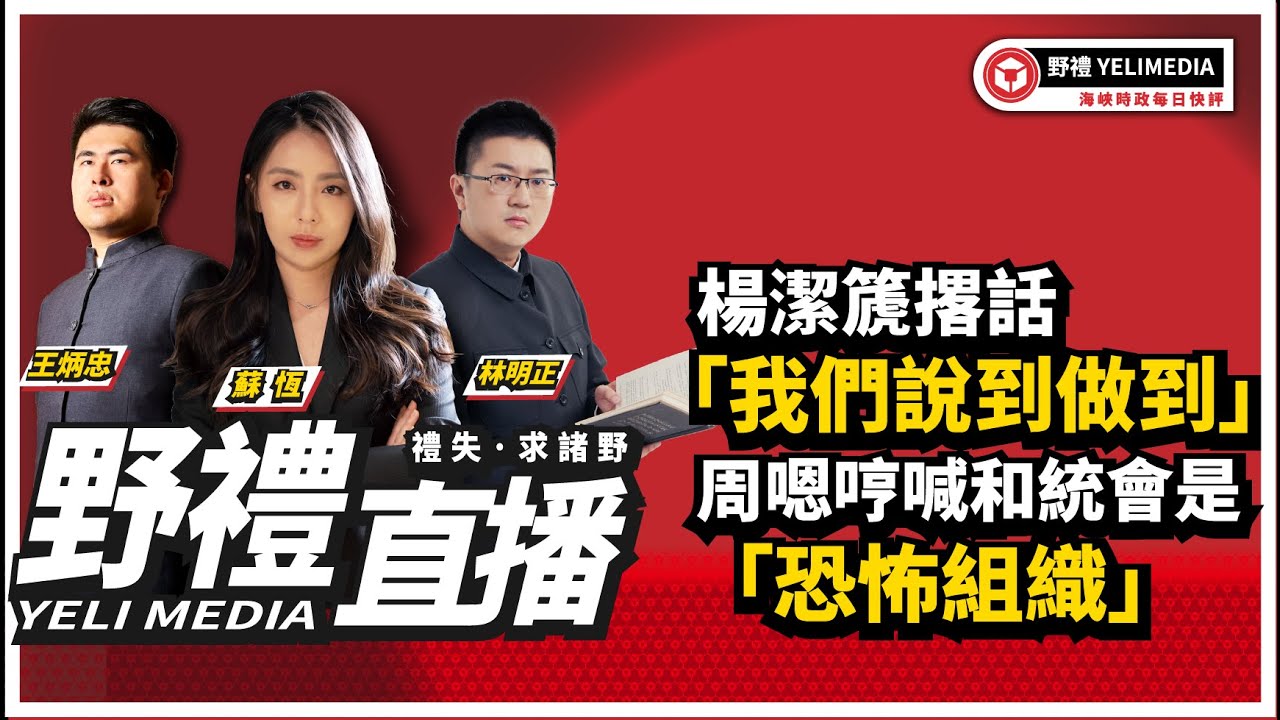 野禮 YELIMEDIA
海峽時政每日快評
王炳忠
蘇恆
林明正
禮失·求諸野
野禮直播
YELI MEDIA
楊潔篪撂話
「我們說到做到」
周嗯哼喊和統會是
「恐怖組織」